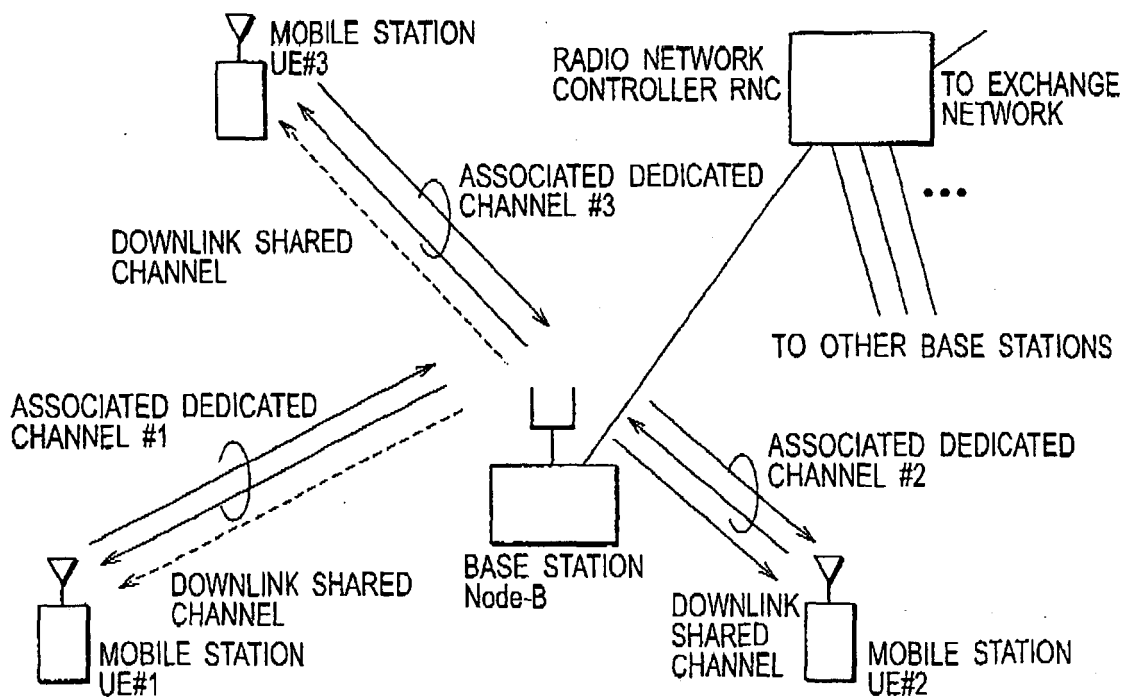 MOBILE STATION
UE#3
RADIO NETWORK
CONTROLLER RNC
TO EXCHANGE
NETWORK
ASSOCIATED DEDICATED
CHANNEL #3
DOWNLINK SHARED
CHANNEL
TO OTHER BASE STATIONS
ASSOCIATED DEDICATED
CHANNEL #1
ASSOCIATED DEDICATED
CHANNEL #2
BASE STATION
Node-B
DOWNLINK SHARED
CHANNEL
DOWNLINK
SHARED
CHANNEL
MOBILE STATION
UE#1
MOBILE STATION
UE#2